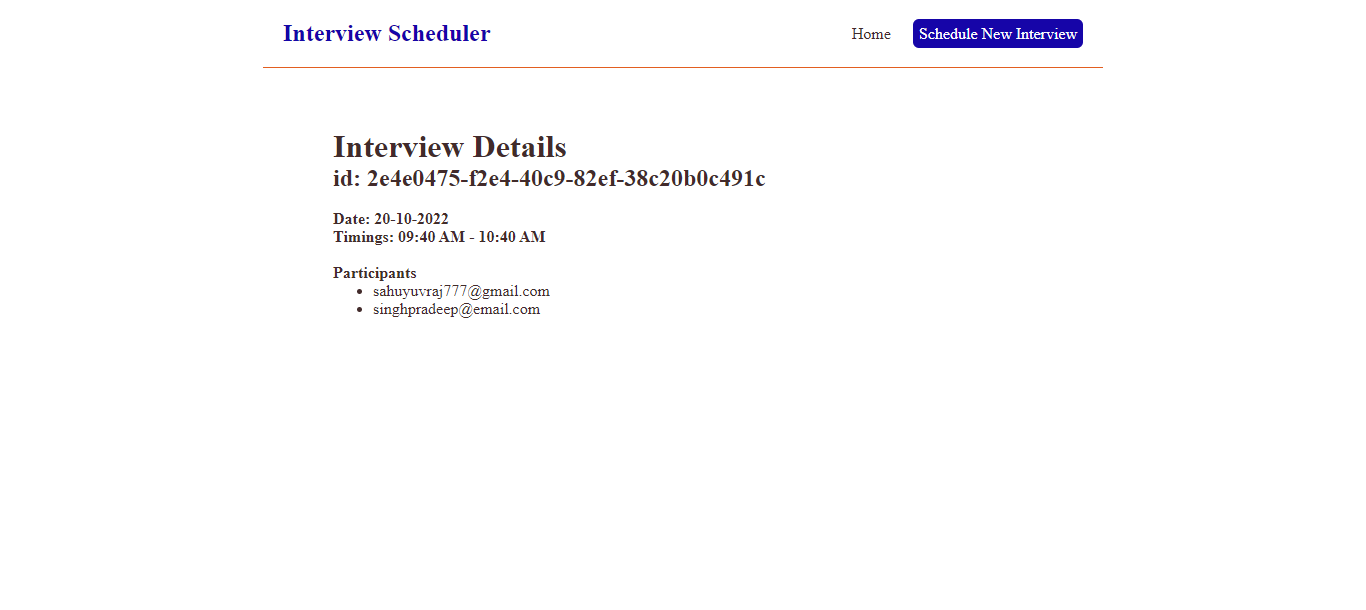 Interview Scheduler
Home
Schedule New Interview
Interview Details
id: 2e4e0475-f2e4-40c9-82ef-38c20b0c491c
Date: 20-10-2022
Timings: 09:40 AM - 10:40 AM
Participants
sahuyuvraj777@gmail.com
singhpradeep@email.com